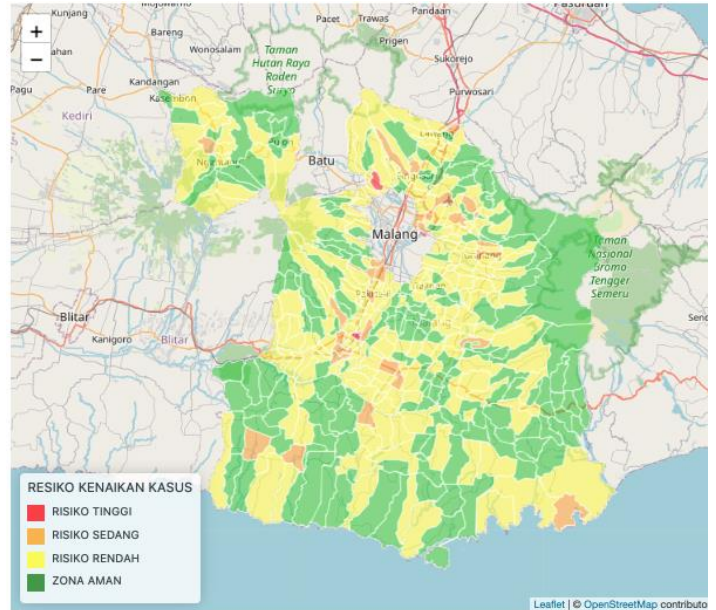 Kunjang
Mojowarno
Pacet
Trawas
Pandaan
Pasuruan
+
Bareng
Prigen
−
Wonosalam
Taman
Hutan Raya
Raden
Sukorejo
Kandangan
Pagu
Pare
Kasembon
Purwosari
Kediri
Batu
Malang
Taman
Nasional
Bromo
Tengger
Semeru
Blitar
Kanigoro
Blitar
RESIKO KENAIKAN KASUS
RISIKO TINGGI
RISIKO SEDANG
RISIKO RENDAH
ZONA AMAN
Leaflet | © OpenStreetMap contributo